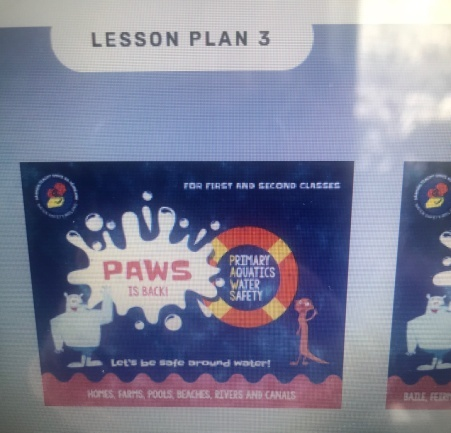 LESSON PLAN 3
FOR FIRST AND SECOND CLASSES
PAWS
IS BACK!
PRIMARY
AQUATICS
WATER
SAFETY
Let's be safe around water!
HOMES, FARMS, POOLS, BEACHES, RIVERS AND CANALS
BAILE,